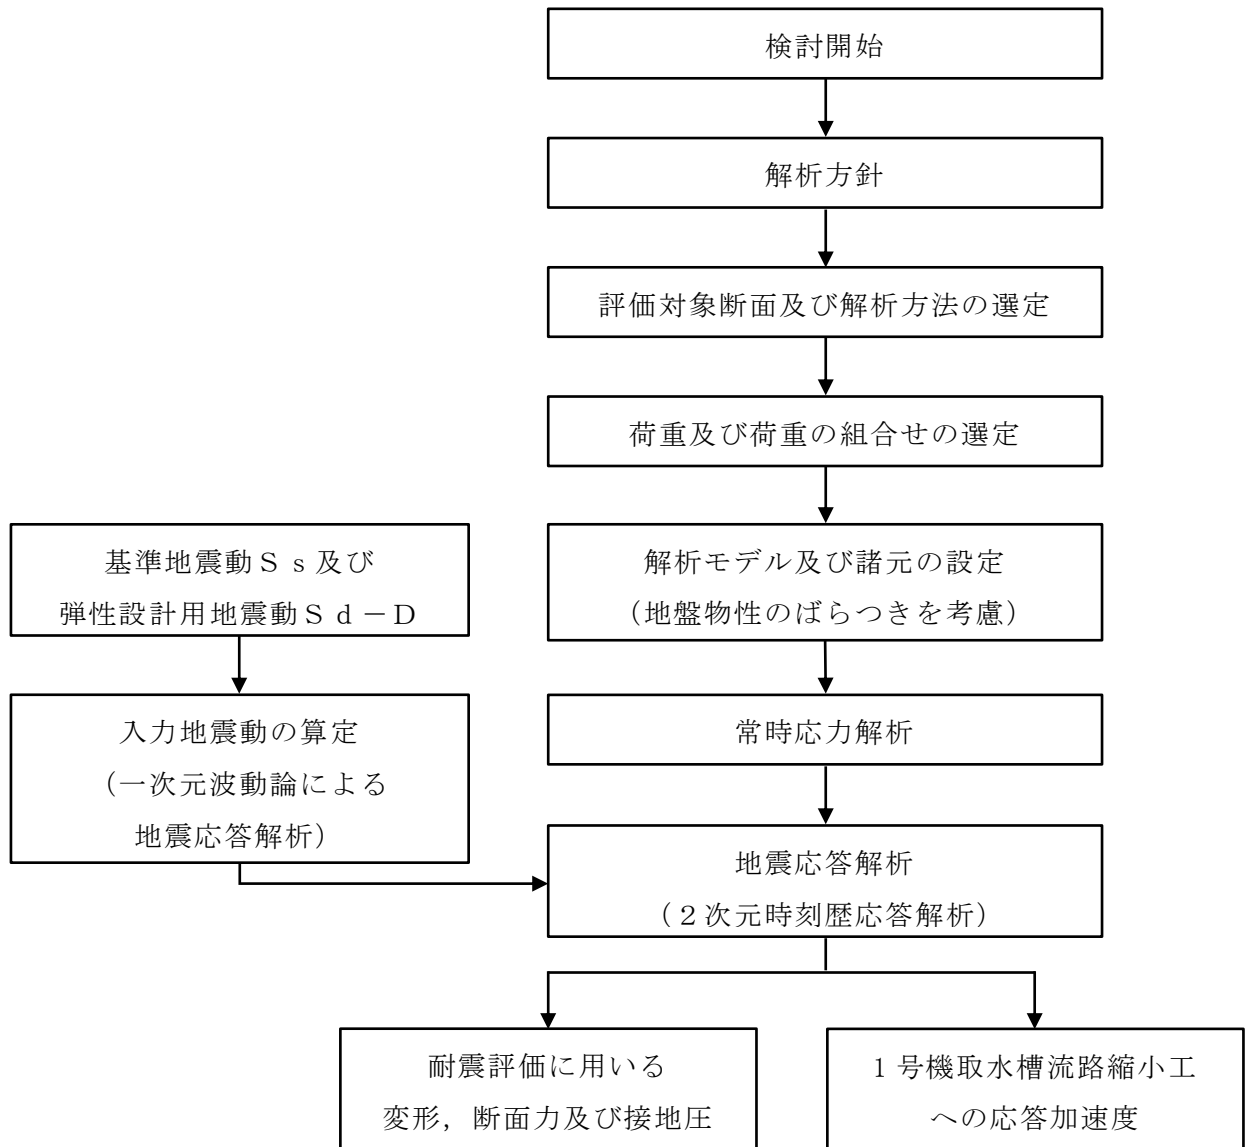 検討開始
解析方針
評価対象断面及び解析方法の選定
荷重及び荷重の組合せの選定
基準地震動Ｓｓ及び
弾性設計用地震動Ｓｄ－Ｄ
解析モデル及び諸元の設定
（地盤物性のばらつきを考慮）
入力地震動の算定
（一次元波動論による
地震応答解析）
常時応力解析
地震応答解析
（２次元時刻歴応答解析）
耐震評価に用いる
変形，断面力及び接地圧
１号機取水槽流路縮小工
への応答加速度